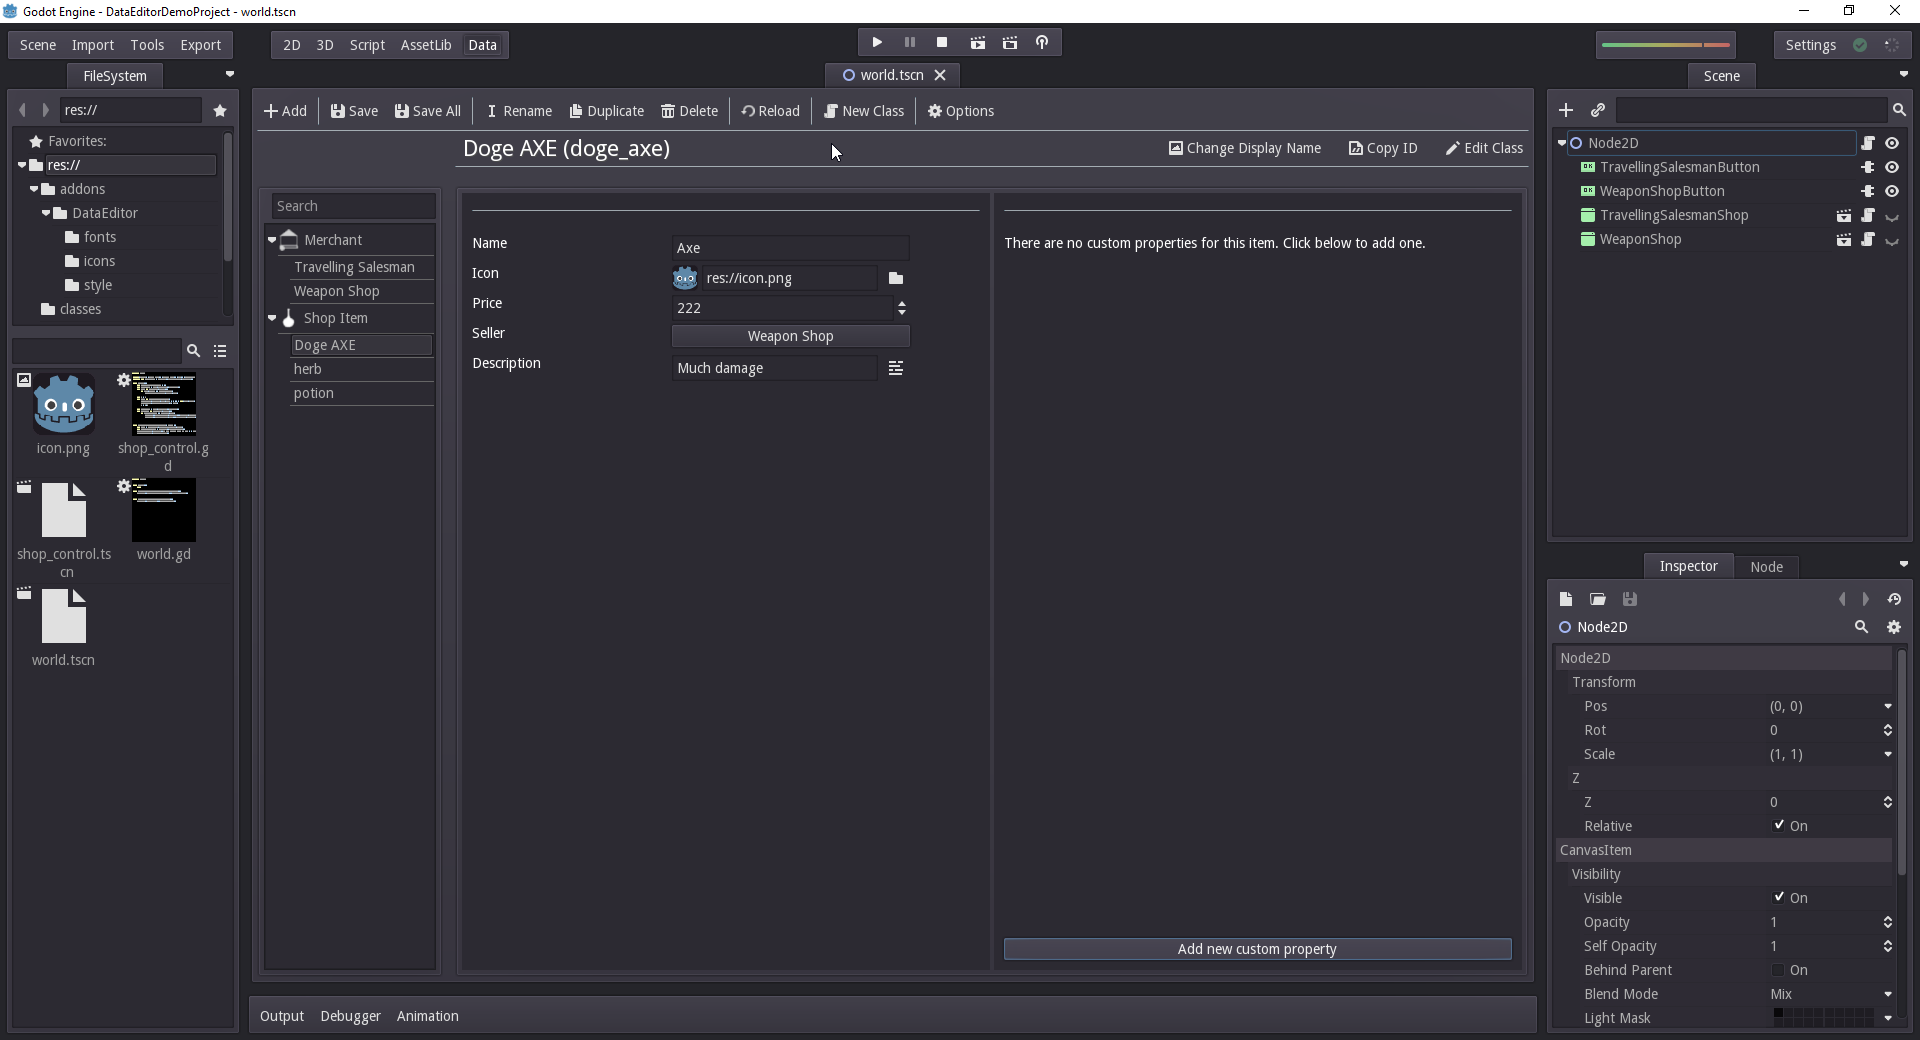 Godot Engine - DataEditorDemoProject - world.tscn
Scene Import Tools Export 2D 3D Script AssetLib Data Settings
FileSystem world.tscn Scene
res:// Add Save Save All Rename Duplicate Delete Reload New Class Options
Favorites:
res://
addons
DataEditor
fonts
icons
style
classes
icon.png
shop_control.g
d
shop_control.ts
cn
world.gd
world.tscn
Doge AXE (doge_axe) Change Display Name Copy ID Edit Class
Search
Merchant
Travelling Salesman
Weapon Shop
Shop Item
Doge AXE
herb
potion
Name Axe
Icon res://icon.png
Price 222
Seller Weapon Shop
Description Much damage
There are no custom properties for this item. Click below to add one.
Add new custom property
Output Debugger Animation
Node2D
TravellingSalesmanButton
WeaponShopButton
TravellingSalesmanShop
WeaponShop
Inspector Node
Node2D
Node2D
Transform
Pos (0, 0)
Rot 0
Scale (1, 1)
Z
Z 0
Relative On
CanvasItem
Visibility
Visible On
Opacity 1
Self Opacity 1
Behind Parent On
Blend Mode Mix
Light Mask